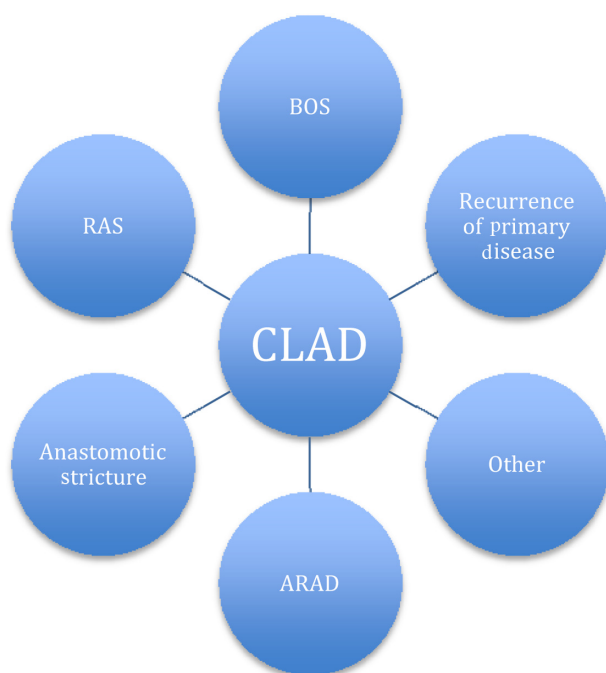 BOS
Recurrence
of primary
disease
RAS
CLAD
Anastomotic
stricture
Other
ARAD